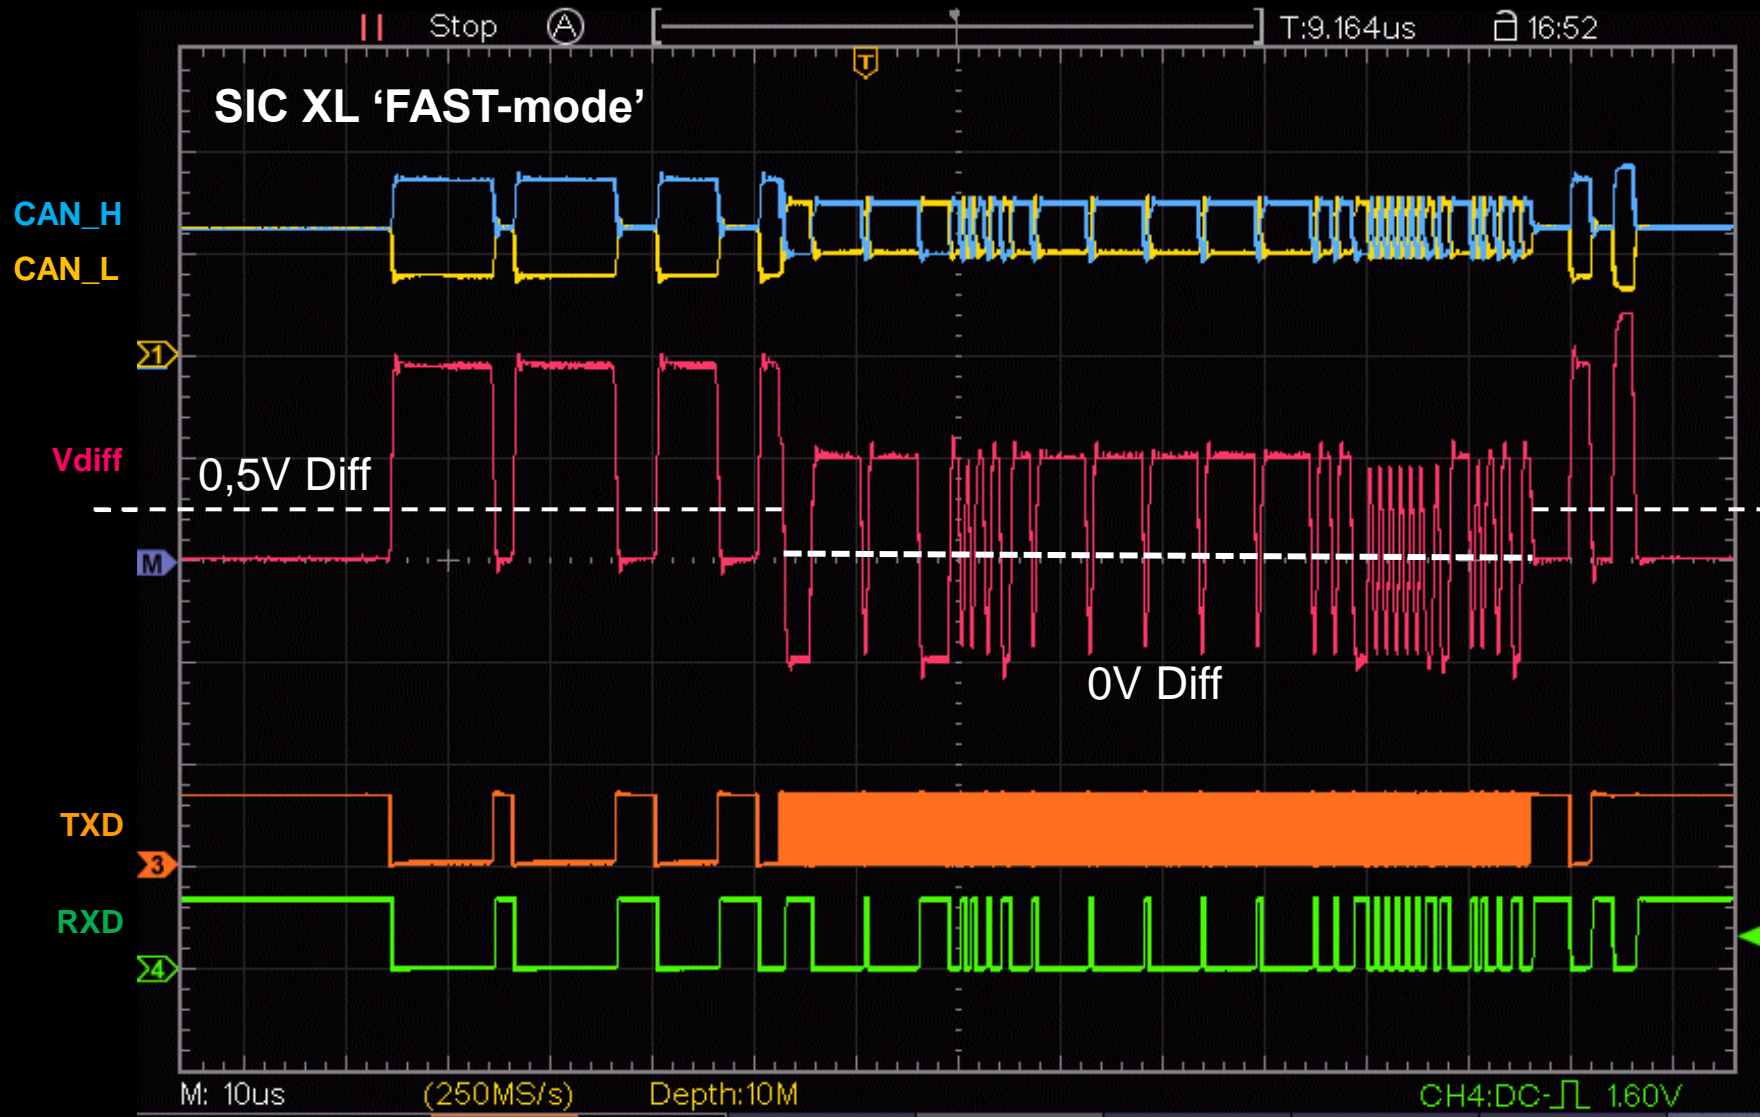 Stop A T:9.164us 16:52
T
SIC XL ‘FAST-mode’
CAN_H
CAN_L
1
Vdiff
0,5V Diff
M
0V Diff
TXD
3
RXD
4
M: 10us (250MS/s) Depth:10M CH4:DC- 1.60V